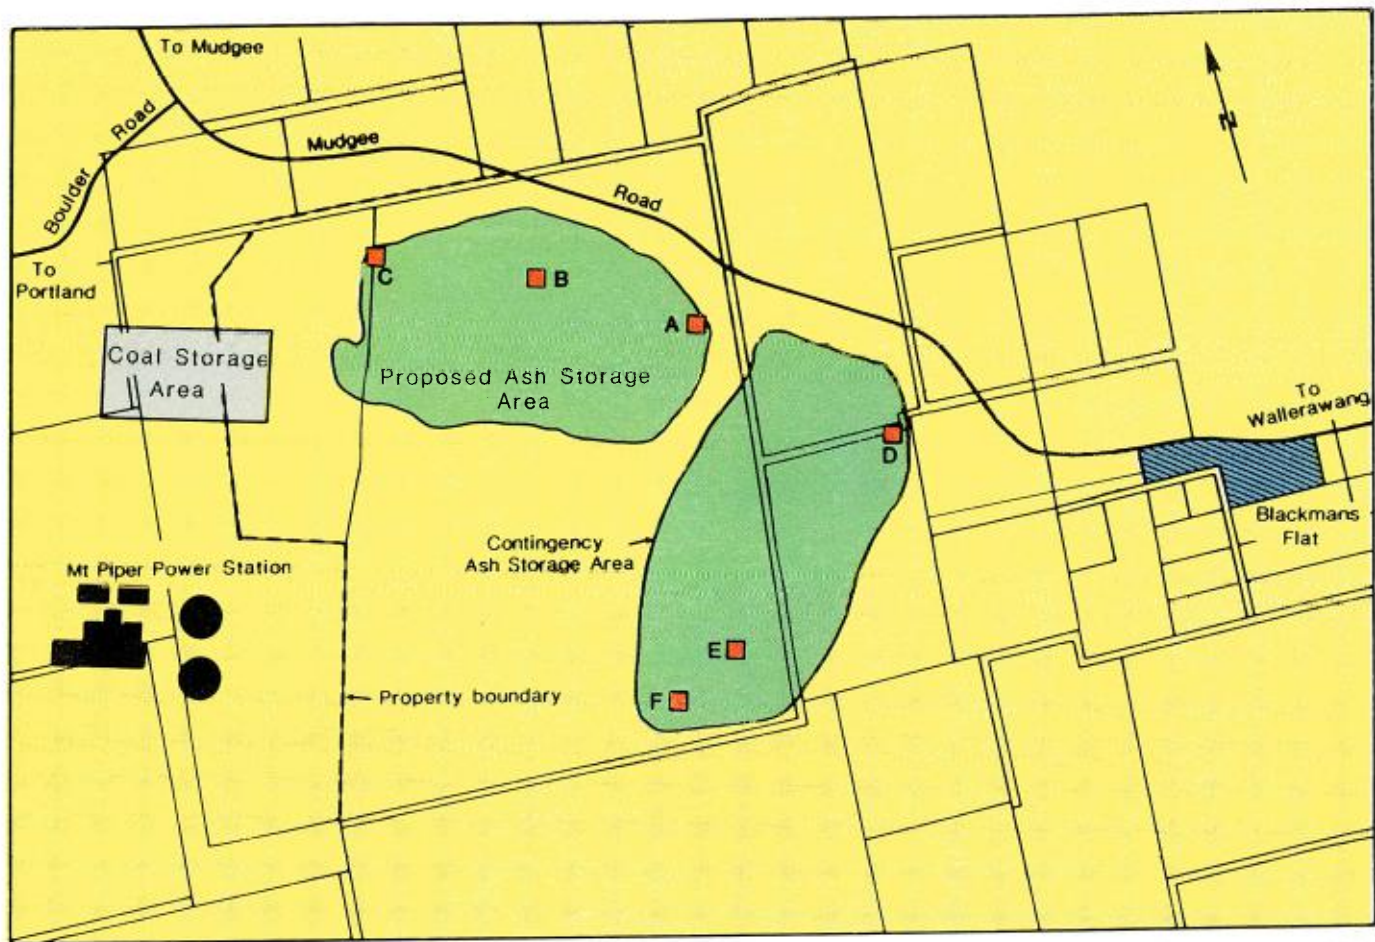 To Mudgee
Boulder Road
Mudgee Road
N
To
Portland
C
B
A
Coal Storage
Area
Proposed Ash Storage
Area
To
Wallerawang
D
Blackmans
Flat
Contingency
Ash Storage Area
Mt Piper Power Station
E
F
Property boundary